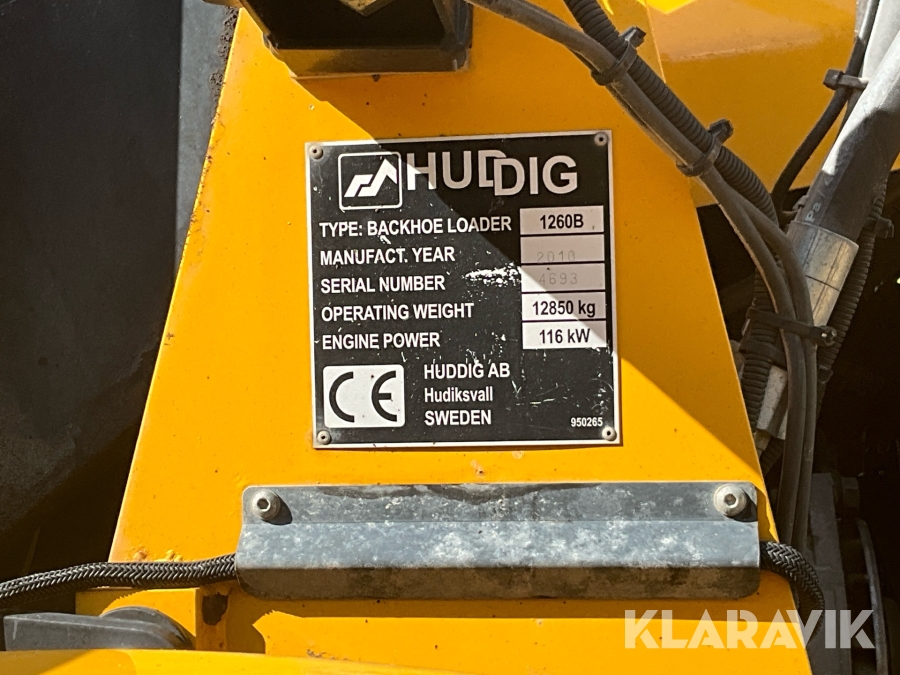 HUDDIG
TYPE: BACKHOE LOADER 1260B
MANUFACT. YEAR 2010
SERIAL NUMBER 4693
OPERATING WEIGHT 12850 kg
ENGINE POWER 116 kW
CE
HUDDIG AB
Hudiksvall
SWEDEN
950265
KLARAVIK